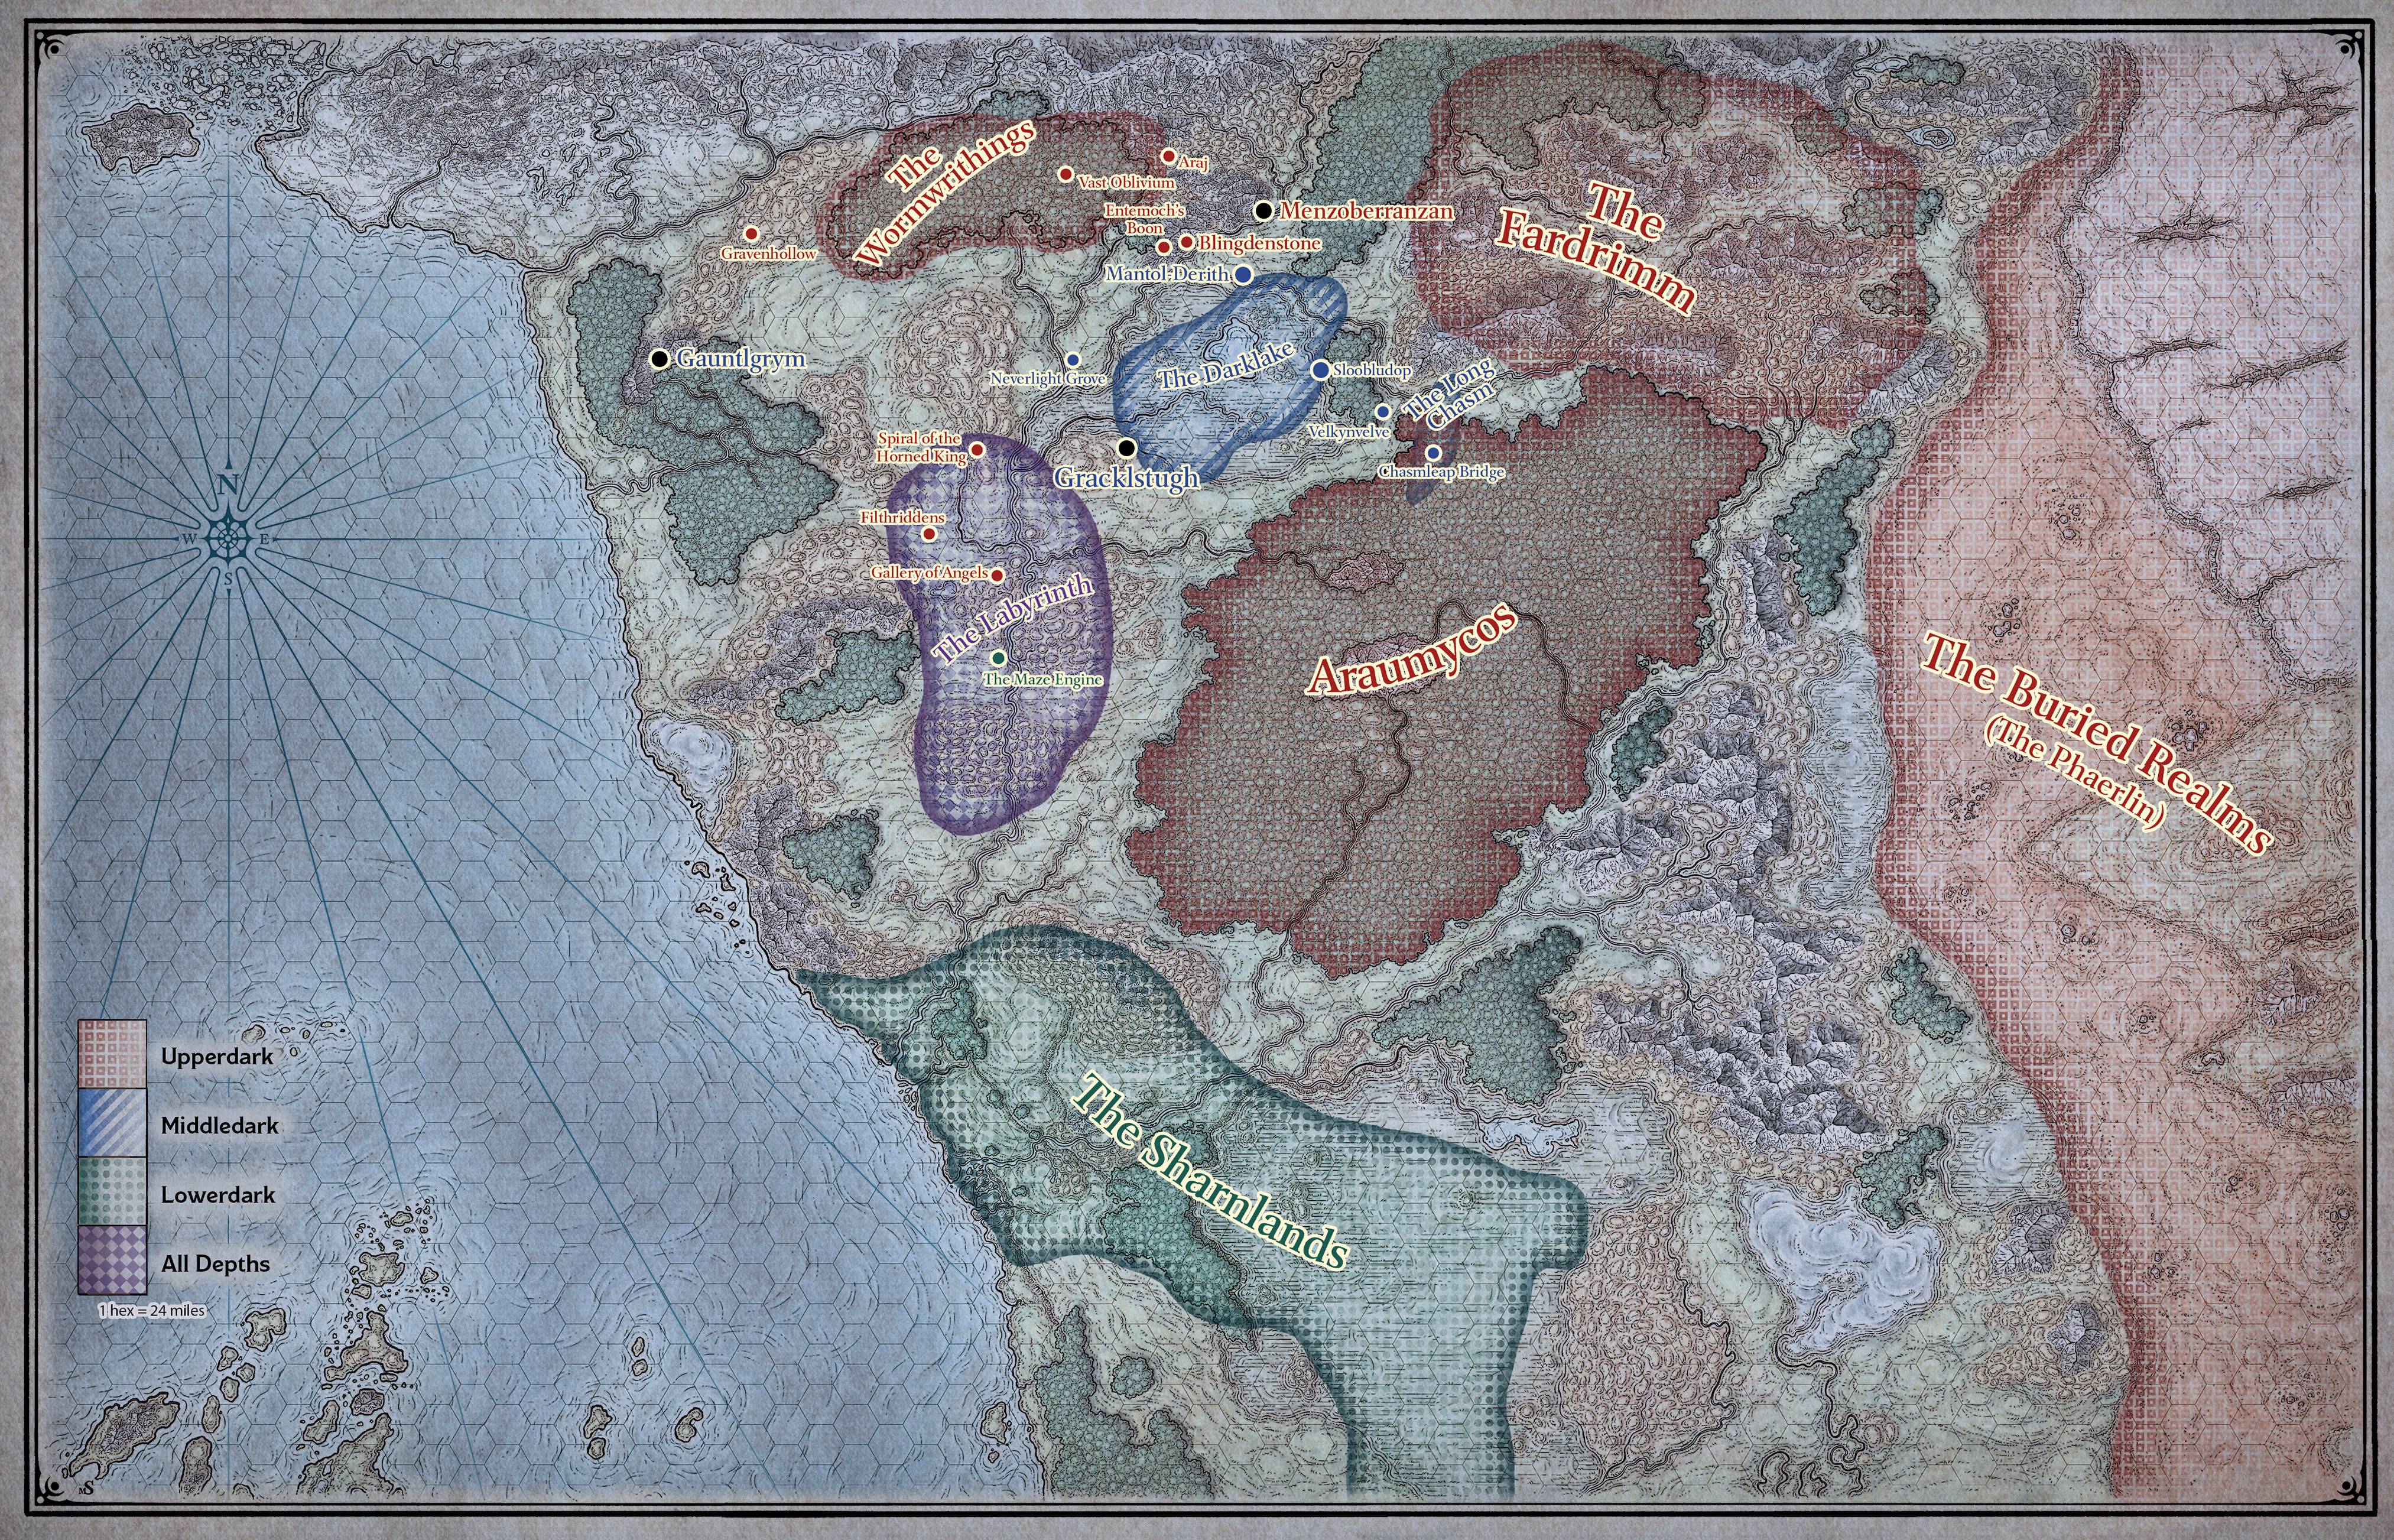 The
Wormwrithings
Araj
Vast Oblivium
Entemoch's
Boon
Menzoberranzan
Blingdenstone
Gravenhollow
Mantol-Derith
The
Fardrimm
Gauntlgrym
Neverlight Grove
The Darklake
Sloobludop
The Long
Chasm
Velkynvelve
Chasmleap Bridge
Spiral of the
Horned King
Gracklstugh
N
W
E
S
Filthriddens
Gallery of Angels
The Labyrinth
The Maze Engine
Araumycos
The Buried Realms
(The Phaerlin)
The Sharnlands
Upperdark
Middledark
Lowerdark
All Depths
1 hex = 24 miles
MS